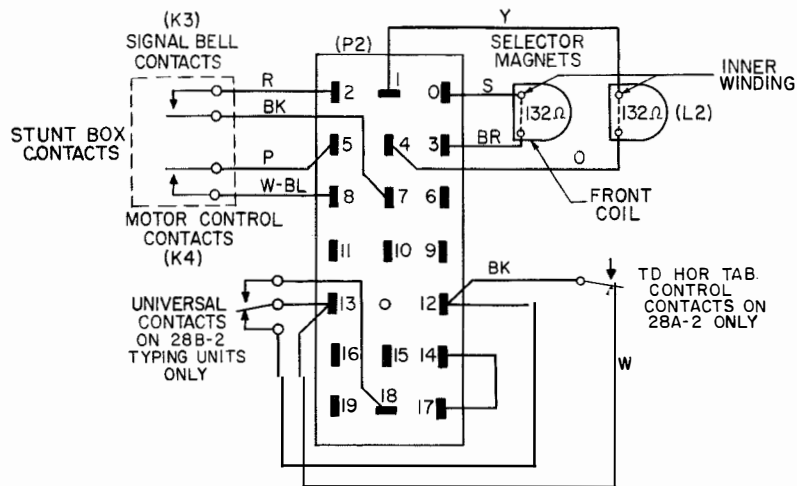 (K3)
SIGNAL BELL
CONTACTS
STUNT BOX
CONTACTS
MOTOR CONTROL
CONTACTS
(K4)
R
BK
P
W-BL
UNIVERSAL
CONTACTS
ON 28B-2
TYPING UNITS
ONLY
(P2)
2 1 0
5 4 3
8 7 6
11 10 9
13 12
16 15 14
19 18 17
Y
SELECTOR
MAGNETS
S
BR
O
132Ω
132Ω
(L2)
INNER
WINDING
FRONT
COIL
BK
TD HOR TAB.
CONTROL
CONTACTS ON
28A-2 ONLY
W